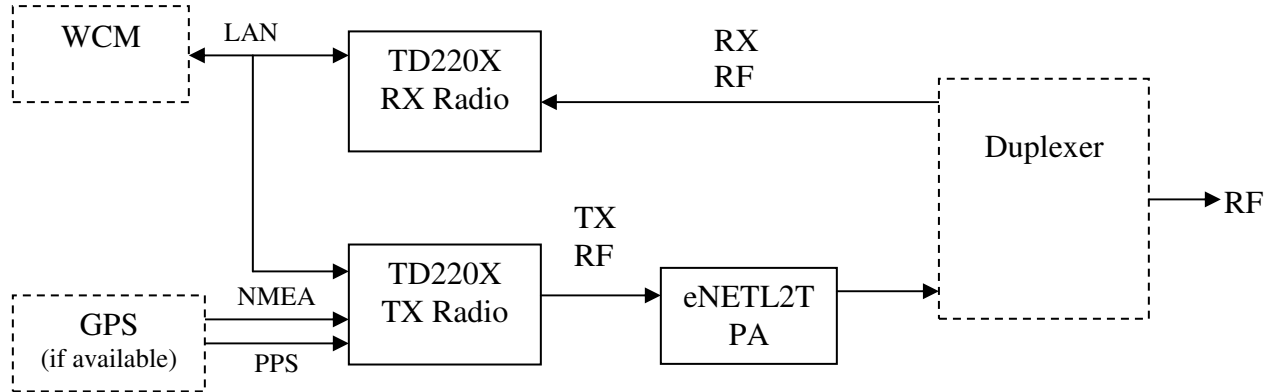 WCM
LAN
TD220X
RX Radio
RX
RF
Duplexer
RF
TX
RF
TD220X
TX Radio
eNETL2T
PA
NMEA
GPS
(if available)
PPS